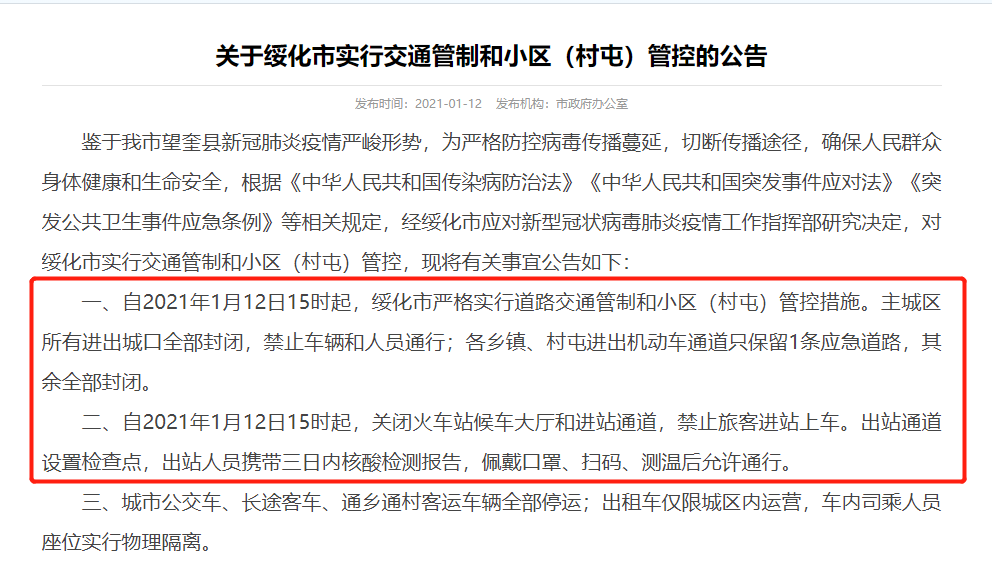 关于绥化市实行交通管制和小区（村屯）管控的公告
发布时间：2021-01-12 发布机构：市政府办公室
鉴于我市望奎县新冠肺炎疫情严峻形势，为严格防控病毒传播蔓延，切断传播途径，确保人民群众
身体健康和生命安全，根据《中华人民共和国传染病防治法》《中华人民共和国突发事件应对法》《突
发公共卫生事件应急条例》等相关规定，经绥化市应对新型冠状病毒肺炎疫情工作指挥部研究决定，对
绥化市实行交通管制和小区（村屯）管控，现将有关事宜公告如下：
一、自2021年1月12日15时起，绥化市严格实行道路交通管制和小区（村屯）管控措施。主城区
所有进出城口全部封闭，禁止车辆和人员通行；各乡镇、村屯进出机动车通道只保留1条应急道路，其
余全部封闭。
二、自2021年1月12日15时起，关闭火车站候车大厅和进站通道，禁止旅客进站上车。出站通道
设置检查点，出站人员携带三日内核酸检测报告，佩戴口罩、扫码、测温后允许通行。
三、城市公交车、长途客车、通乡通村客运车辆全部停运；出租车仅限城区内运营，车内司乘人员
座位实行物理隔离。